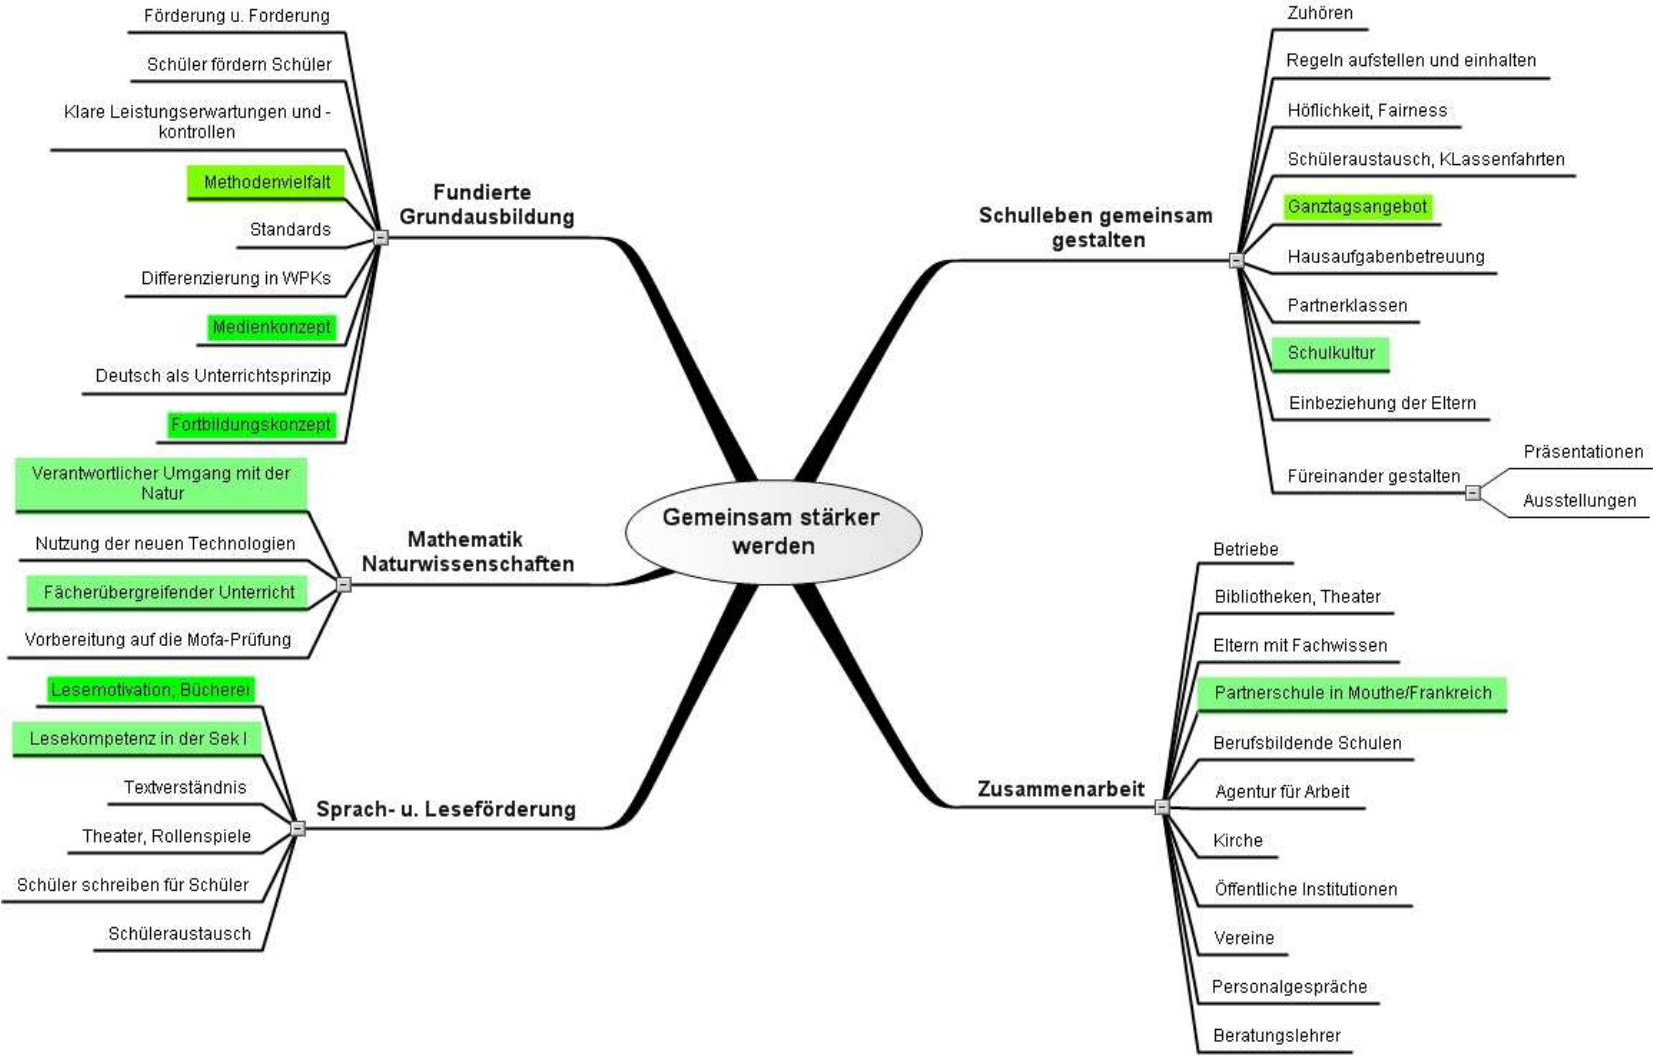 Förderung u. Forderung
Schüler fördern Schüler
Klare Leistungserwartungen und -
kontrollen
Methodenvielfalt
Standards
Differenzierung in WPKs
Medienkonzept
Deutsch als Unterrichtsprinzip
Fortbildungskonzept
Fundierte
Grundausbildung
Verantwortlicher Umgang mit der
Natur
Nutzung der neuen Technologien
Fächerübergreifender Unterricht
Vorbereitung auf die Mofa-Prüfung
Mathematik
Naturwissenschaften
Lesemotivation; Bücherei
Lesekompetenz in der Sek I
Textverständnis
Theater, Rollenspiele
Schüler schreiben für Schüler
Schüleraustausch
Sprach- u. Leseförderung
Gemeinsam stärker
werden
Schulleben gemeinsam
gestalten
Zuhören
Regeln aufstellen und einhalten
Höflichkeit, Fairness
Schüleraustausch, KLassenfahrten
Ganztagsangebot
Hausaufgabenbetreuung
Partnerklassen
Schulkultur
Einbeziehung der Eltern
Füreinander gestalten
Präsentationen
Ausstellungen
Zusammenarbeit
Betriebe
Bibliotheken, Theater
Eltern mit Fachwissen
Partnerschule in Mouthe/Frankreich
Berufsbildende Schulen
Agentur für Arbeit
Kirche
Öffentliche Institutionen
Vereine
Personalgespräche
Beratungslehrer